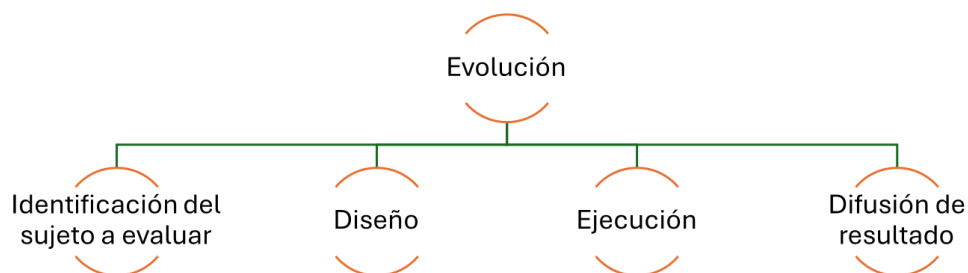 Evolución
Identificación del
sujeto a evaluar
Diseño
Ejecución
Difusión de
resultado